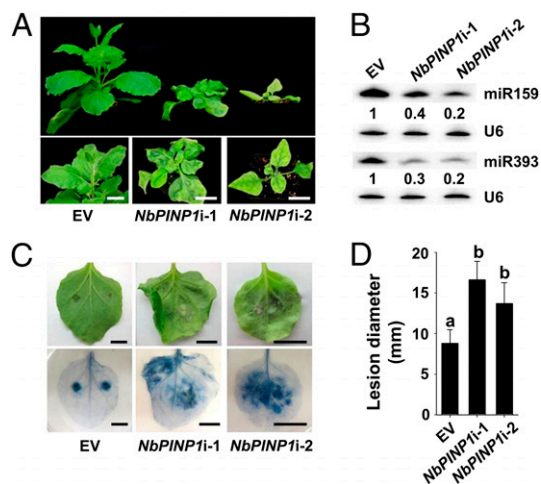 A
EV NbPINP1i-1 NbPINP1i-2
B
EV NbPINP1i-1 NbPINP1i-2
miR159
1 0.4 0.2
U6
miR393
1 0.3 0.2
U6
C
EV NbPINP1i-1 NbPINP1i-2
D
Lesion diameter
(mm)
20
15
10
5
0
a b b
EV NbPINP1i-1 NbPINP1i-2